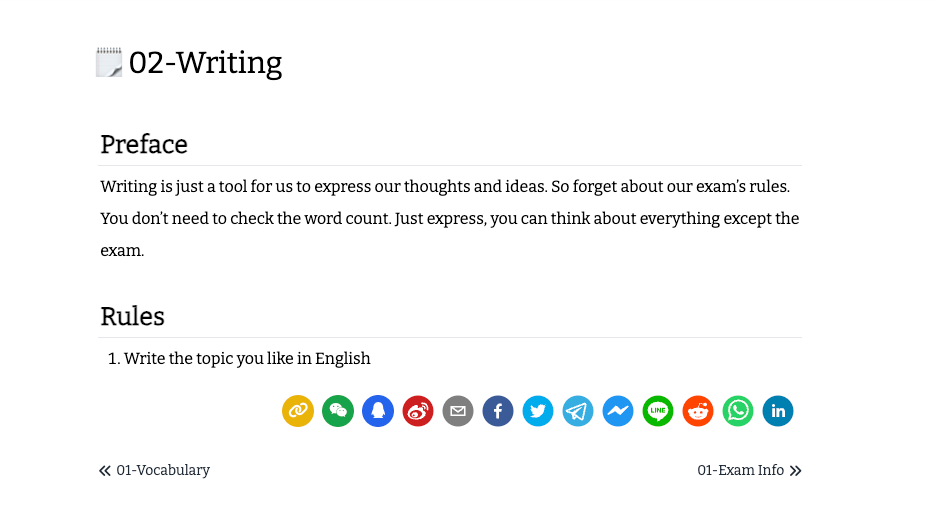 02-Writing
Preface
Writing is just a tool for us to express our thoughts and ideas. So forget about our exam’s rules.
You don’t need to check the word count. Just express, you can think about everything except the
exam.
Rules
1. Write the topic you like in English
LINE
in
01-Vocabulary
01-Exam Info